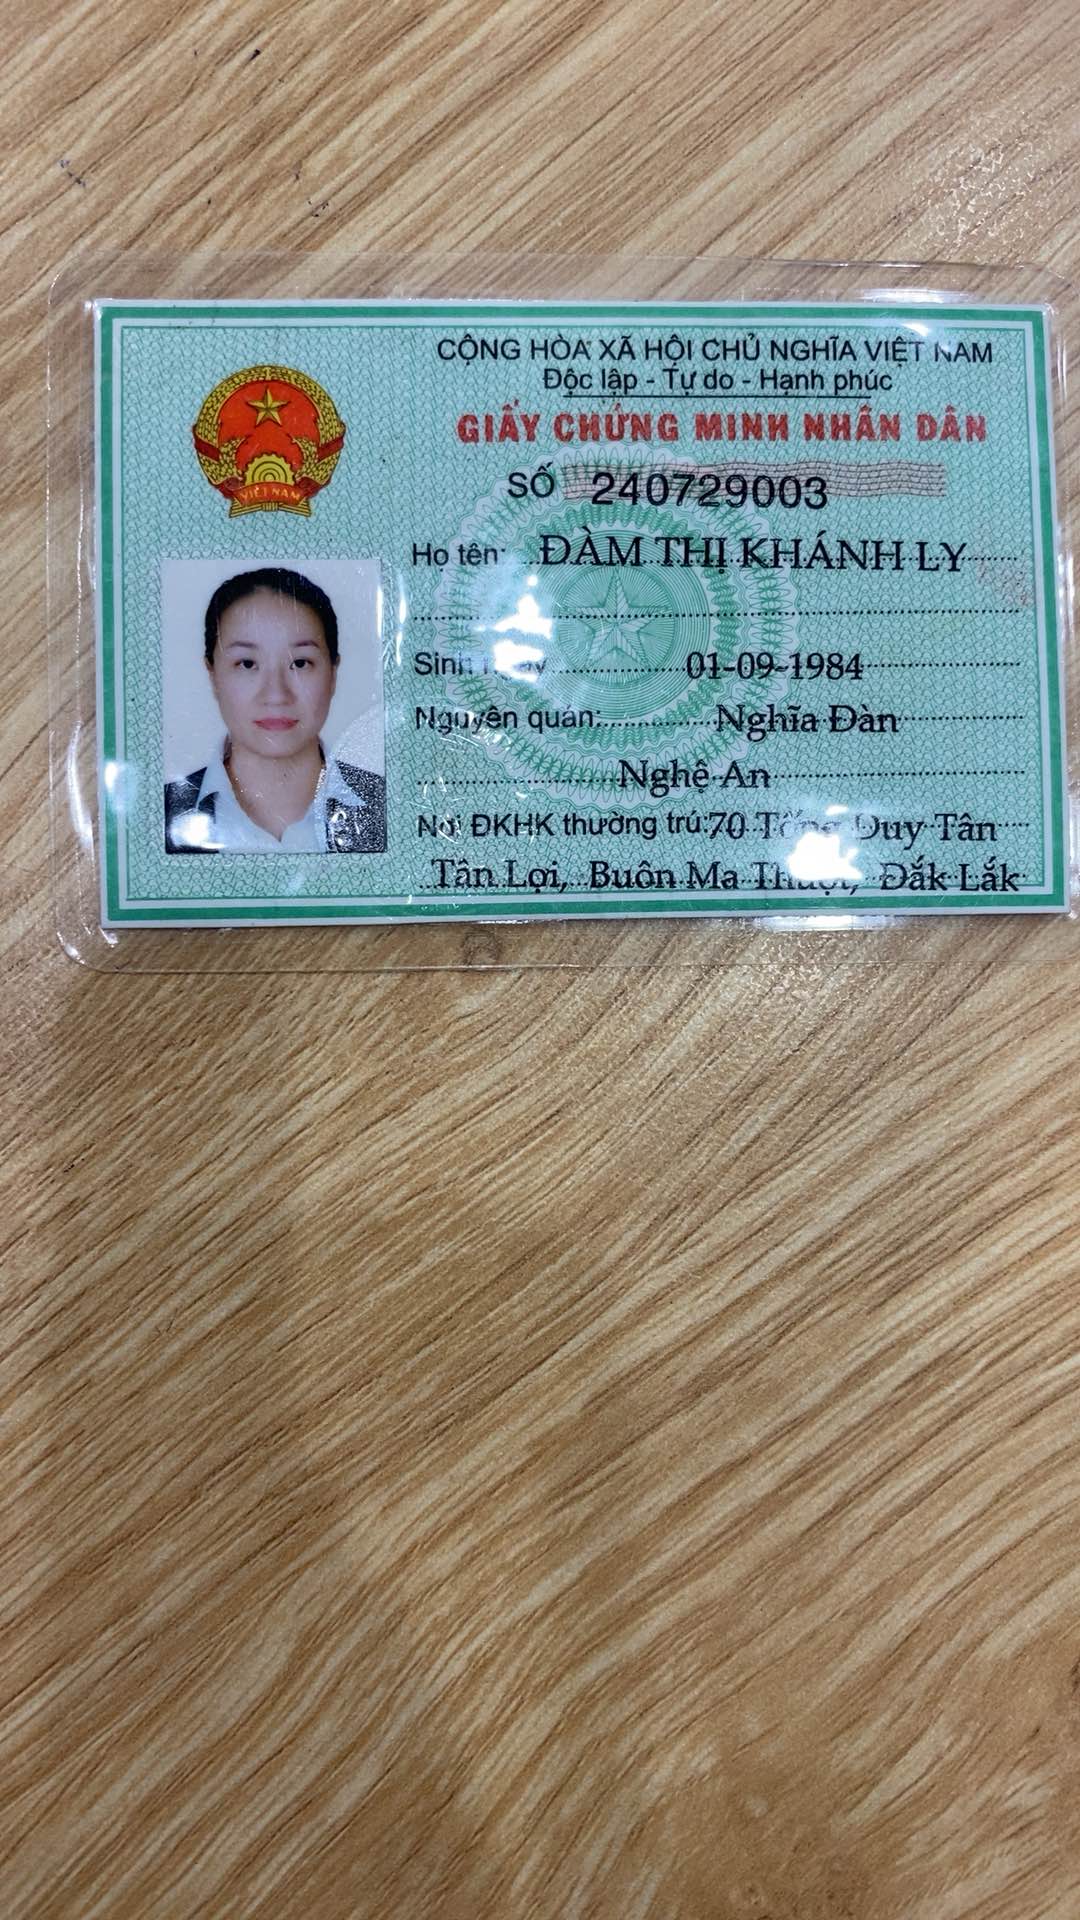 CỘNG HÒA XÃ HỘI CHỦ NGHĨA VIỆT NAM
Độc lập - Tự do - Hạnh phúc
GIẤY CHỨNG MINH NHÂN DÂN
SỐ 240729003
VIỆT NAM
Họ tên: ĐÀM THỊ KHÁNH LY
Sinh 01-09-1984
Nguyên quán: Nghĩa Đàn
Nghệ An
Nơi ĐKHK thường trú: 70 Tống Duy Tân
Tân Lợi, Buôn Ma Thuột, Đắk Lắk